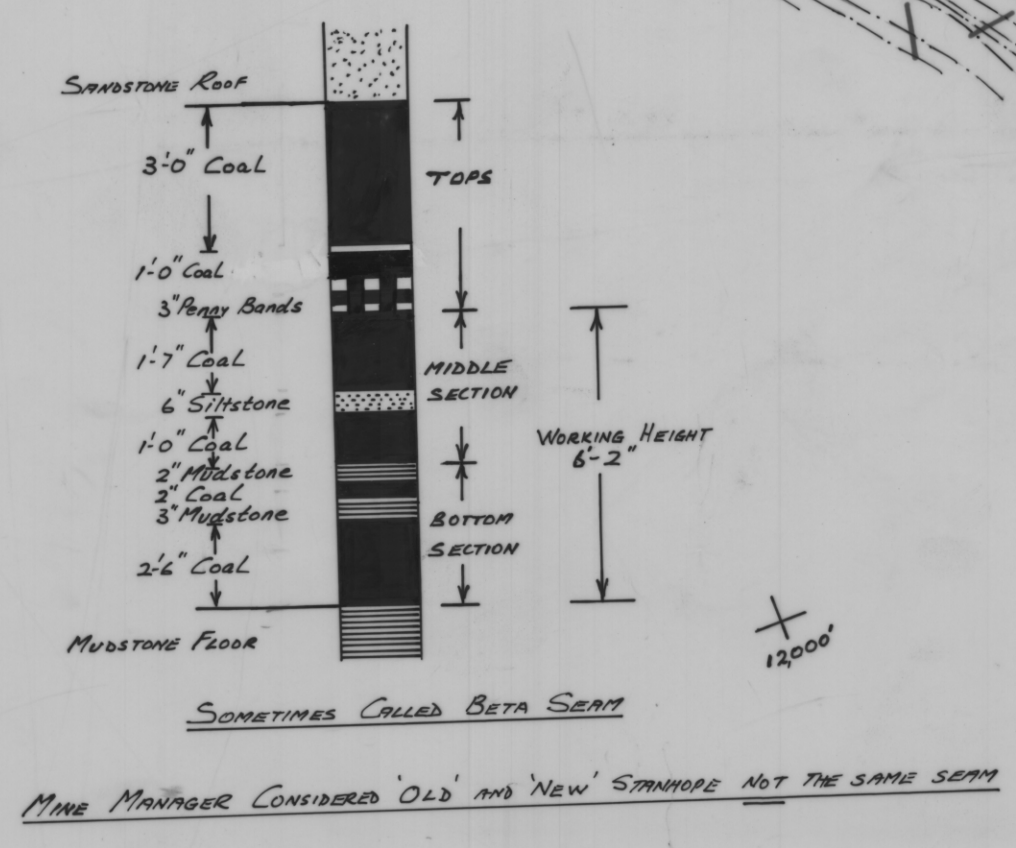 SANDSTONE ROOF
3'-0" Coal
TOPS
1'-0" Coal
3" Penny Bands
1'-7" Coal
MIDDLE
SECTION
6" Siltstone
1'-0" Coal
WORKING HEIGHT
6'-2"
2" Mudstone
2" Coal
3" Mudstone
BOTTOM
SECTION
2'-6" Coal
MUDSTONE FLOOR
12,000'
SOMETIMES CALLED BETA SEAM
MINE MANAGER CONSIDERED 'OLD' AND 'NEW' STANHOPE NOT THE SAME SEAM